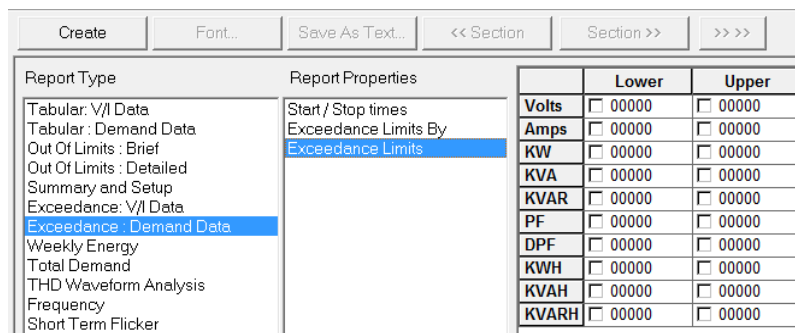 Create Font... Save As Text... << Section Section >> >> >>
Report Type Report Properties
Lower Upper
Tabular: V/I Data
Tabular : Demand Data
Out Of Limits : Brief
Out Of Limits : Detailed
Summary and Setup
Exceedance: V/I Data
Exceedance : Demand Data
Weekly Energy
Total Demand
THD Waveform Analysis
Frequency
Short Term Flicker
Start / Stop times
Exceedance Limits By
Exceedance Limits
Volts 00000 00000
Amps 00000 00000
KW 00000 00000
KVA 00000 00000
KVAR 00000 00000
PF 00000 00000
DPF 00000 00000
KWH 00000 00000
KVAH 00000 00000
KVARH 00000 00000